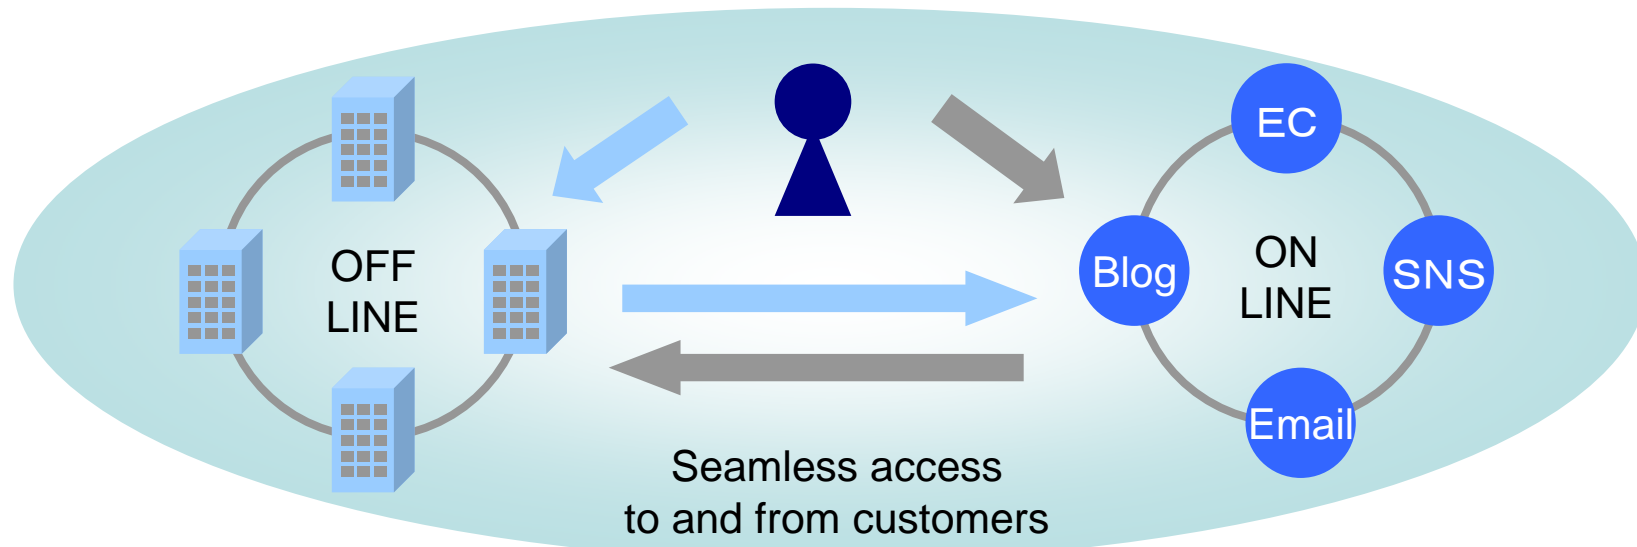 OFF
LINE
EC
Blog
ON
LINE
SNS
Email
Seamless access
to and from customers